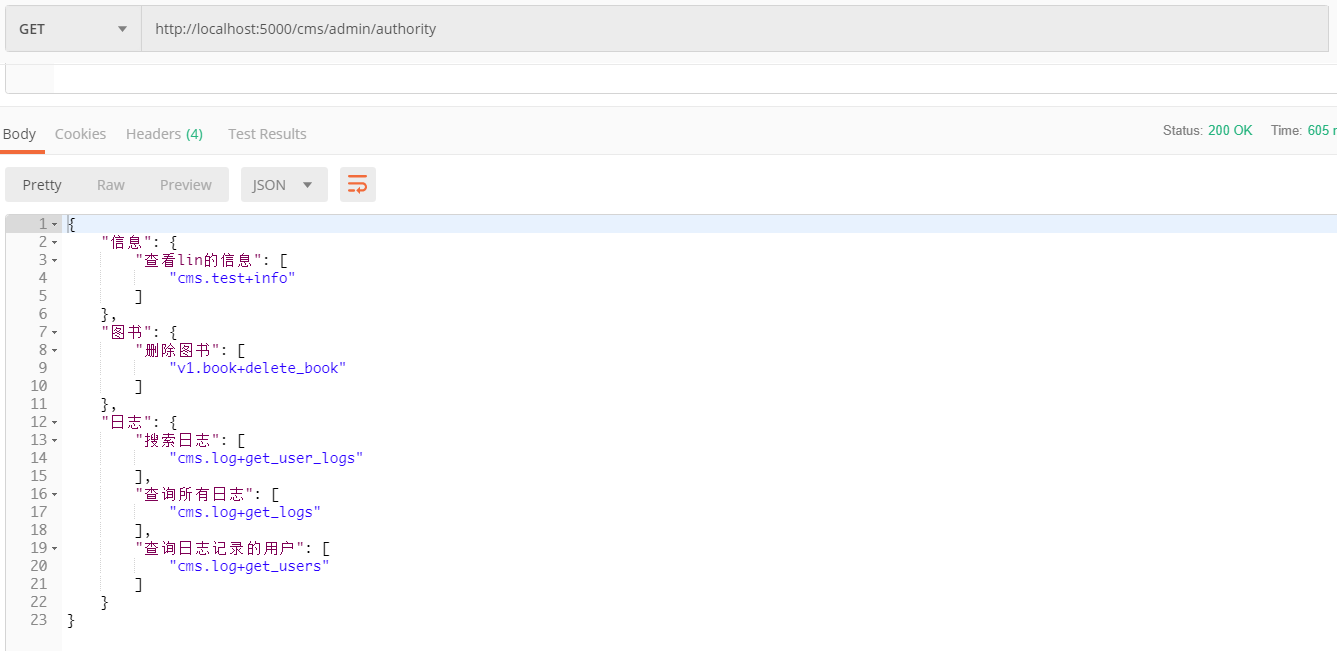 GET http://localhost:5000/cms/admin/authority
Body Cookies Headers (4) Test Results Status: 200 OK Time: 605
Pretty Raw Preview JSON
1 {
2 "信息": {
3 "查看lin的信息": [
4 "cms.test+info"
5 ]
6 },
7 "图书": {
8 "删除图书": [
9 "v1.book+delete_book"
10 ]
11 },
12 "日志": {
13 "搜索日志": [
14 "cms.log+get_user_logs"
15 ],
16 "查询所有日志": [
17 "cms.log+get_logs"
18 ],
19 "查询日志记录的用户": [
20 "cms.log+get_users"
21 ]
22 }
23 }